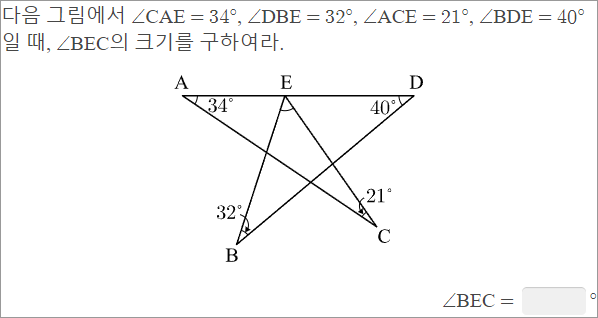 다음 그림에서 ∠CAE = 34°, ∠DBE = 32°, ∠ACE = 21°, ∠BDE = 40°
일 때, ∠BEC의 크기를 구하여라.
A E D
34° 40°
21°
32°
C
B
∠BEC = °